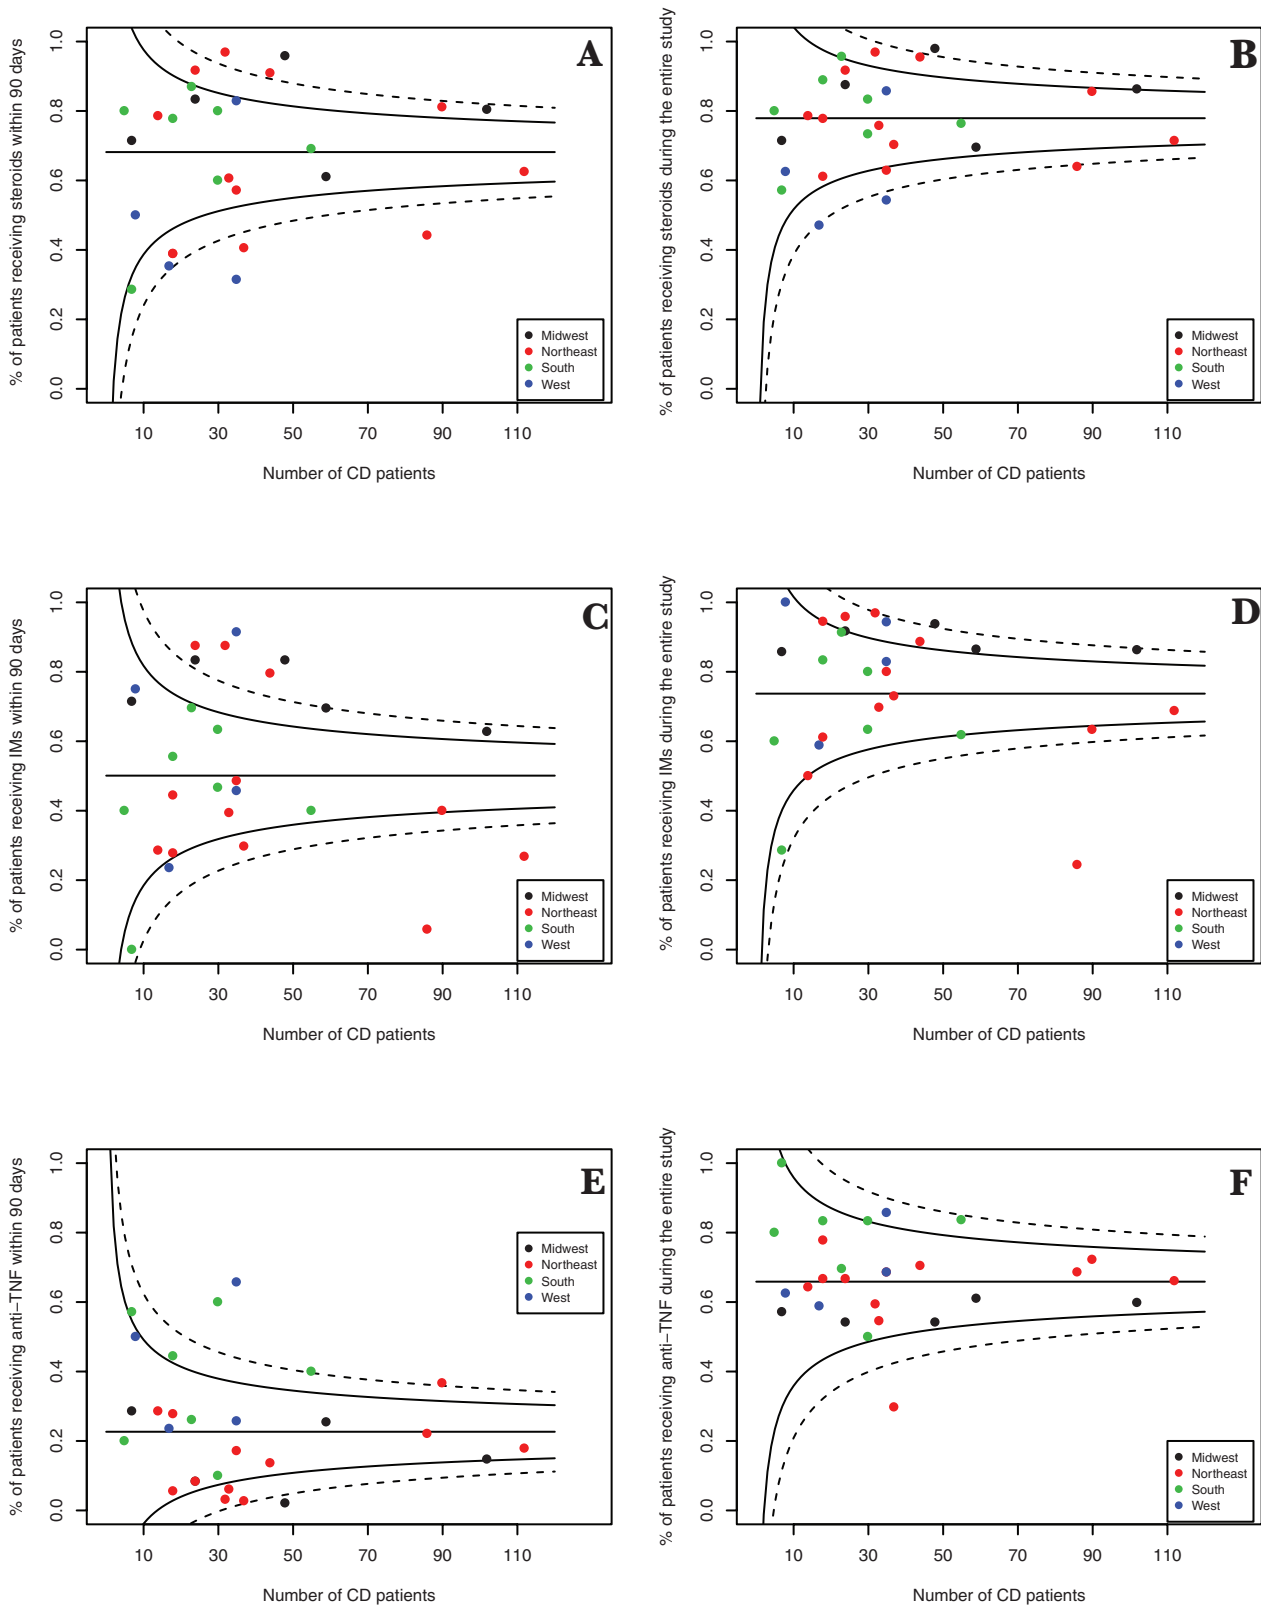 A
% of patients receiving steroids within 90 days
1.0
0.8
0.6
0.4
0.2
0.0
Midwest
Northeast
South
West
10 30 50 70 90 110
Number of CD patients
B
% of patients receiving steroids during the entire study
1.0
0.8
0.6
0.4
0.2
0.0
Midwest
Northeast
South
West
10 30 50 70 90 110
Number of CD patients
C
% of patients receiving IMs within 90 days
1.0
0.8
0.6
0.4
0.2
0.0
Midwest
Northeast
South
West
10 30 50 70 90 110
Number of CD patients
D
% of patients receiving IMs during the entire study
1.0
0.8
0.6
0.4
0.2
0.0
Midwest
Northeast
South
West
10 30 50 70 90 110
Number of CD patients
E
% of patients receiving anti−TNF within 90 days
1.0
0.8
0.6
0.4
0.2
0.0
Midwest
Northeast
South
West
10 30 50 70 90 110
Number of CD patients
F
% of patients receiving anti−TNF during the entire study
1.0
0.8
0.6
0.4
0.2
0.0
Midwest
Northeast
South
West
10 30 50 70 90 110
Number of CD patients